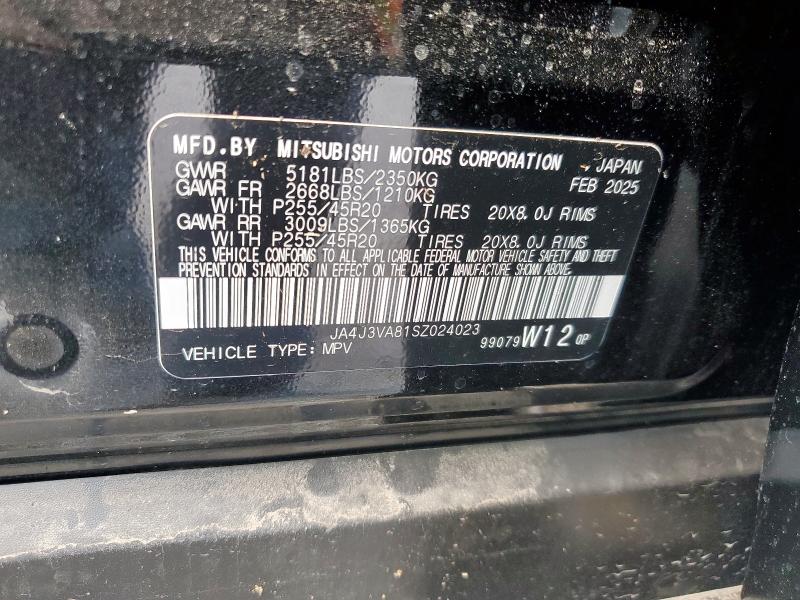 MFD.BY MITSUBISHI MOTORS CORPORATION JAPAN
GVWR 5181LBS/2350KG FEB 2025
GAWR FR 2668LBS/1210KG
WITH P255/45R20 TIRES 20X8.0J RIMS
GAWR RR 3009LBS/1365KG
WITH P255/45R20 TIRES 20X8.0J RIMS
THIS VEHICLE CONFORMS TO ALL APPLICABLE FEDERAL MOTOR VEHICLE SAFETY AND THEFT
PREVENTION STANDARDS IN EFFECT ON THE DATE OF MANUFACTURE SHOWN ABOVE.
JA4J3VA81SZ024023
VEHICLE TYPE: MPV 99079 W12 0P